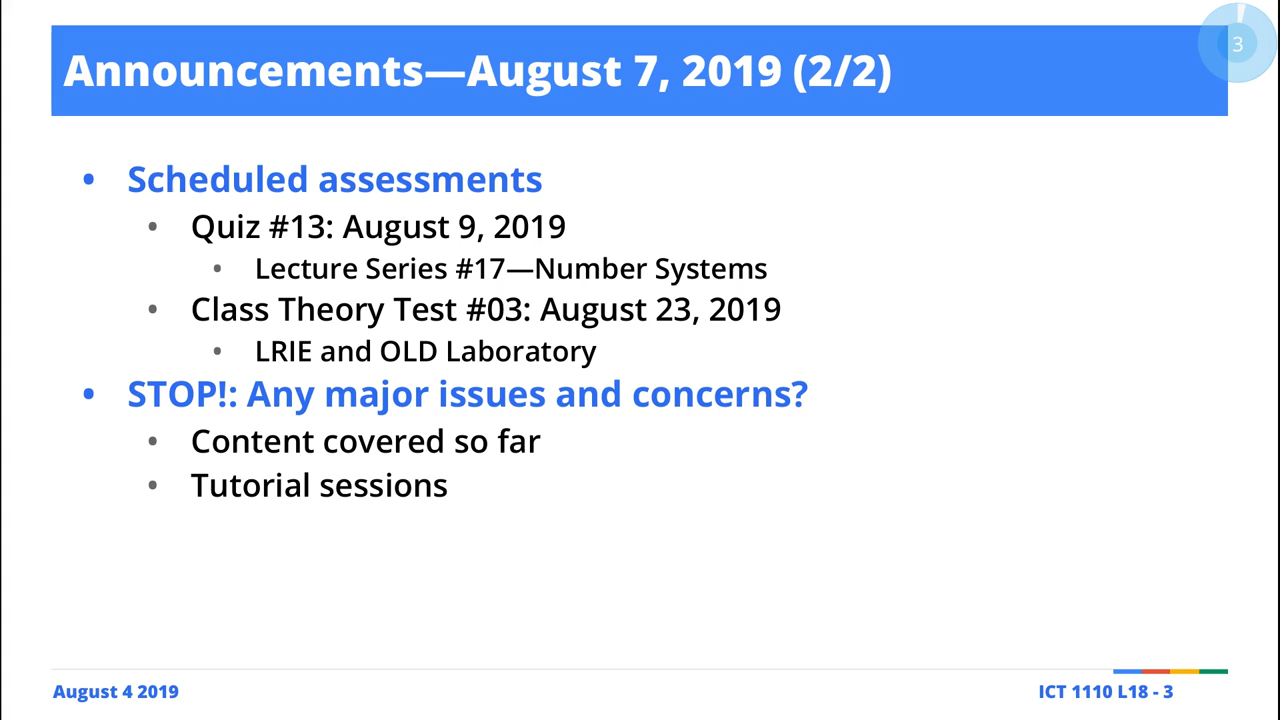 Announcements—August 7, 2019 (2/2)
3
• Scheduled assessments
• Quiz #13: August 9, 2019
• Lecture Series #17—Number Systems
• Class Theory Test #03: August 23, 2019
• LRIE and OLD Laboratory
• STOP!: Any major issues and concerns?
• Content covered so far
• Tutorial sessions
August 4 2019
ICT 1110 L18 - 3